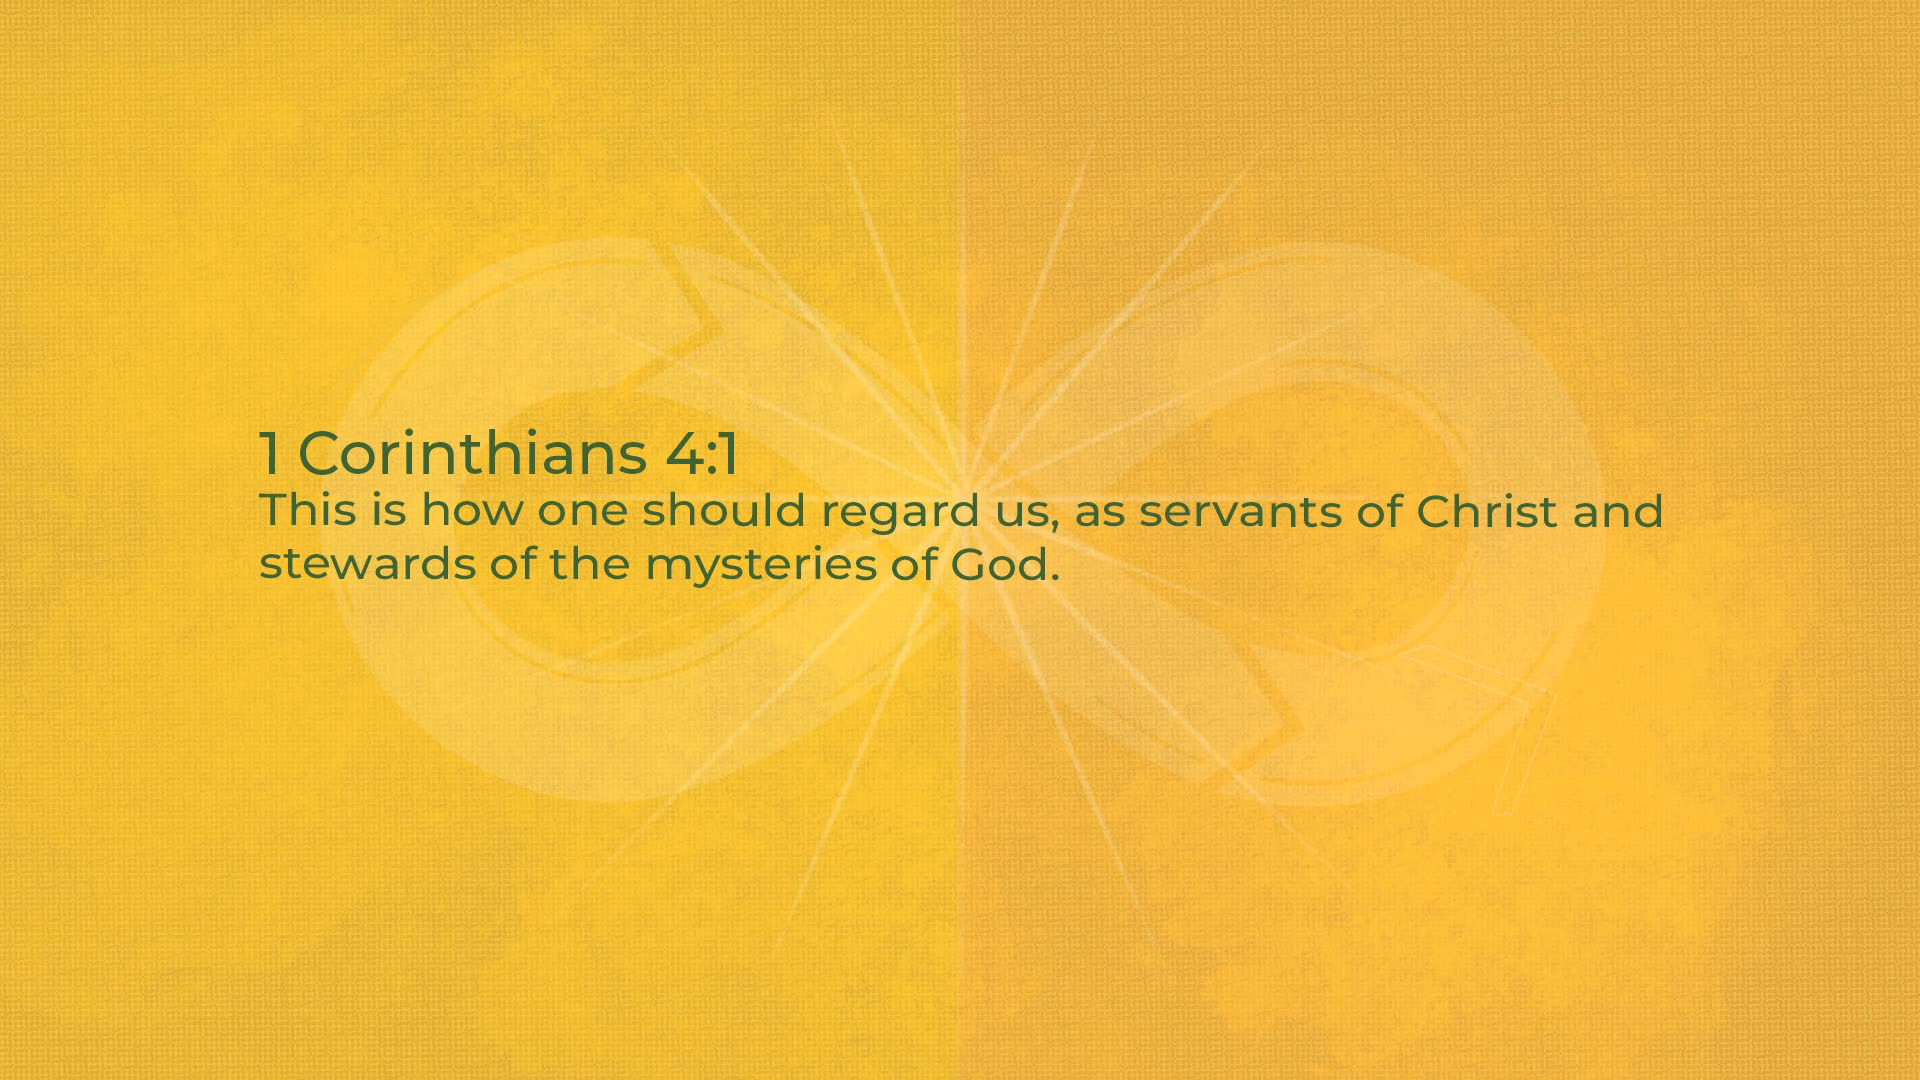 1 Corinthians 4:1
This is how one should regard us, as servants of Christ and
stewards of the mysteries of God.